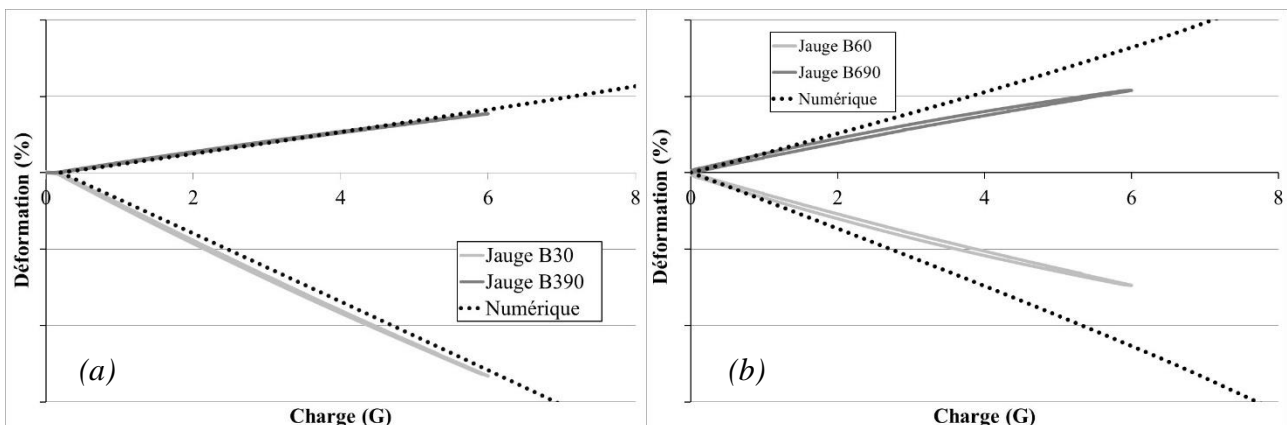 Déformation (%)
0
2
4
6
8
Jauge B30
Jauge B390
Numérique
(a)
Charge (G)
Déformation (%)
Jauge B60
Jauge B690
Numérique
0
2
4
6
8
(b)
Charge (G)